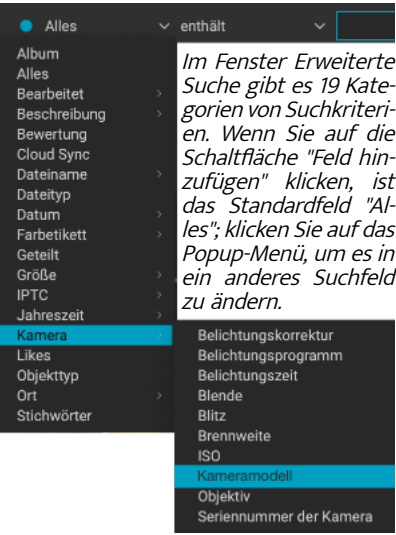 Alles
enthält
Album
Alles
Bearbeitet
Beschreibung
Bewertung
Cloud Sync
Dateiname
Dateityp
Datum
Farbetikett
Geteilt
Größe
IPTC
Jahreszeit
Kamera
Likes
Objekttyp
Ort
Stichwörter
Im Fenster Erweiterte
Suche gibt es 19 Kate-
gorien von Suchkriteri-
en. Wenn Sie auf die
Schaltfläche "Feld hin-
zufügen" klicken, ist
das Standardfeld "Al-
les"; klicken Sie auf das
Popup-Menü, um es in
ein anderes Suchfeld
zu ändern.
Belichtungskorrektur
Belichtungsprogramm
Belichtungszeit
Blende
Blitz
Brennweite
ISO
Kameramodell
Objektiv
Seriennummer der Kamera